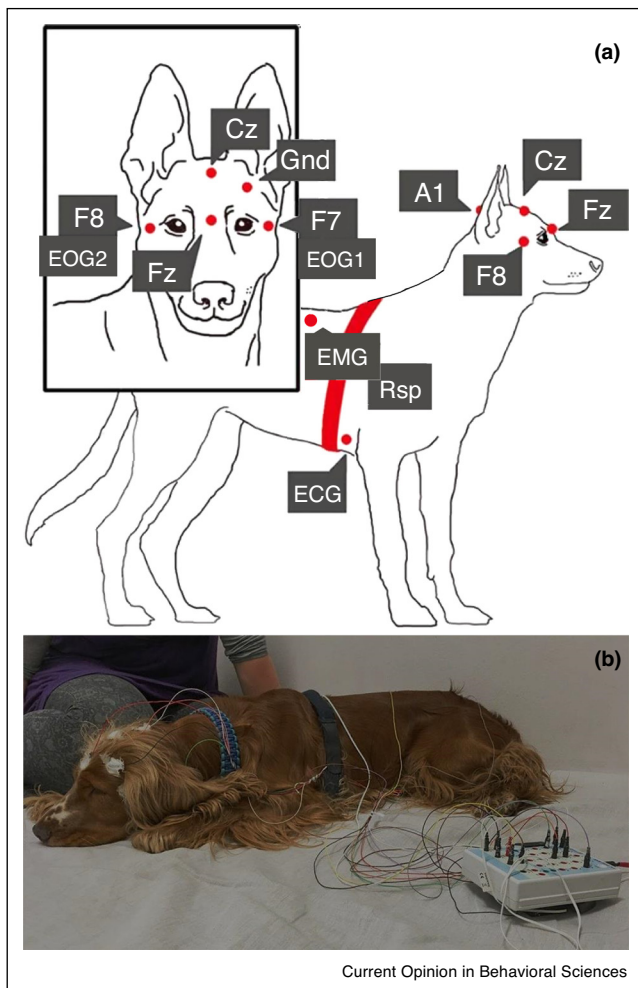 (a)
Cz
Gnd
F8
F7
EOG2
Fz
EOG1
A1
Cz
Fz
F8
EMG
Rsp
ECG
(b)
Current Opinion in Behavioral Sciences